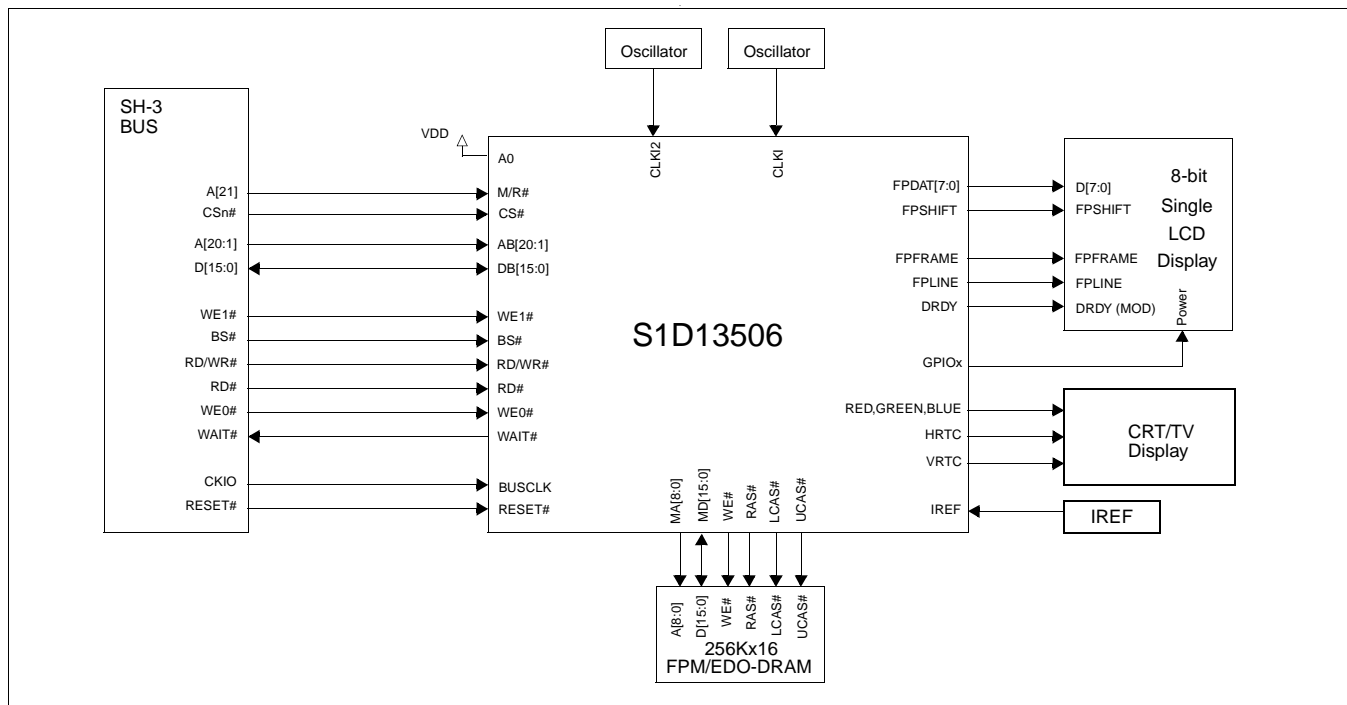 Oscillator
Oscillator
SH-3
BUS
VDD
A0
CLKI2
CLKI
A[21]
M/R#
CSn#
CS#
A[20:1]
AB[20:1]
D[15:0]
DB[15:0]
WE1#
WE1#
BS#
BS#
RD/WR#
RD/WR#
RD#
RD#
WE0#
WE0#
WAIT#
WAIT#
CKIO
BUSCLK
RESET#
RESET#
S1D13506
FPDAT[7:0]
D[7:0]
FPSHIFT
FPSHIFT
FPFRAME
FPFRAME
FPLINE
FPLINE
DRDY
DRDY (MOD)
8-bit
Single
LCD
Display
Power
GPIOx
RED,GREEN,BLUE
HRTC
VRTC
CRT/TV
Display
IREF
IREF
MA[8:0]
MD[15:0]
WE#
RAS#
LCAS#
UCAS#
A[8:0]
D[15:0]
WE#
RAS#
LCAS#
UCAS#
256Kx16
FPM/EDO-DRAM